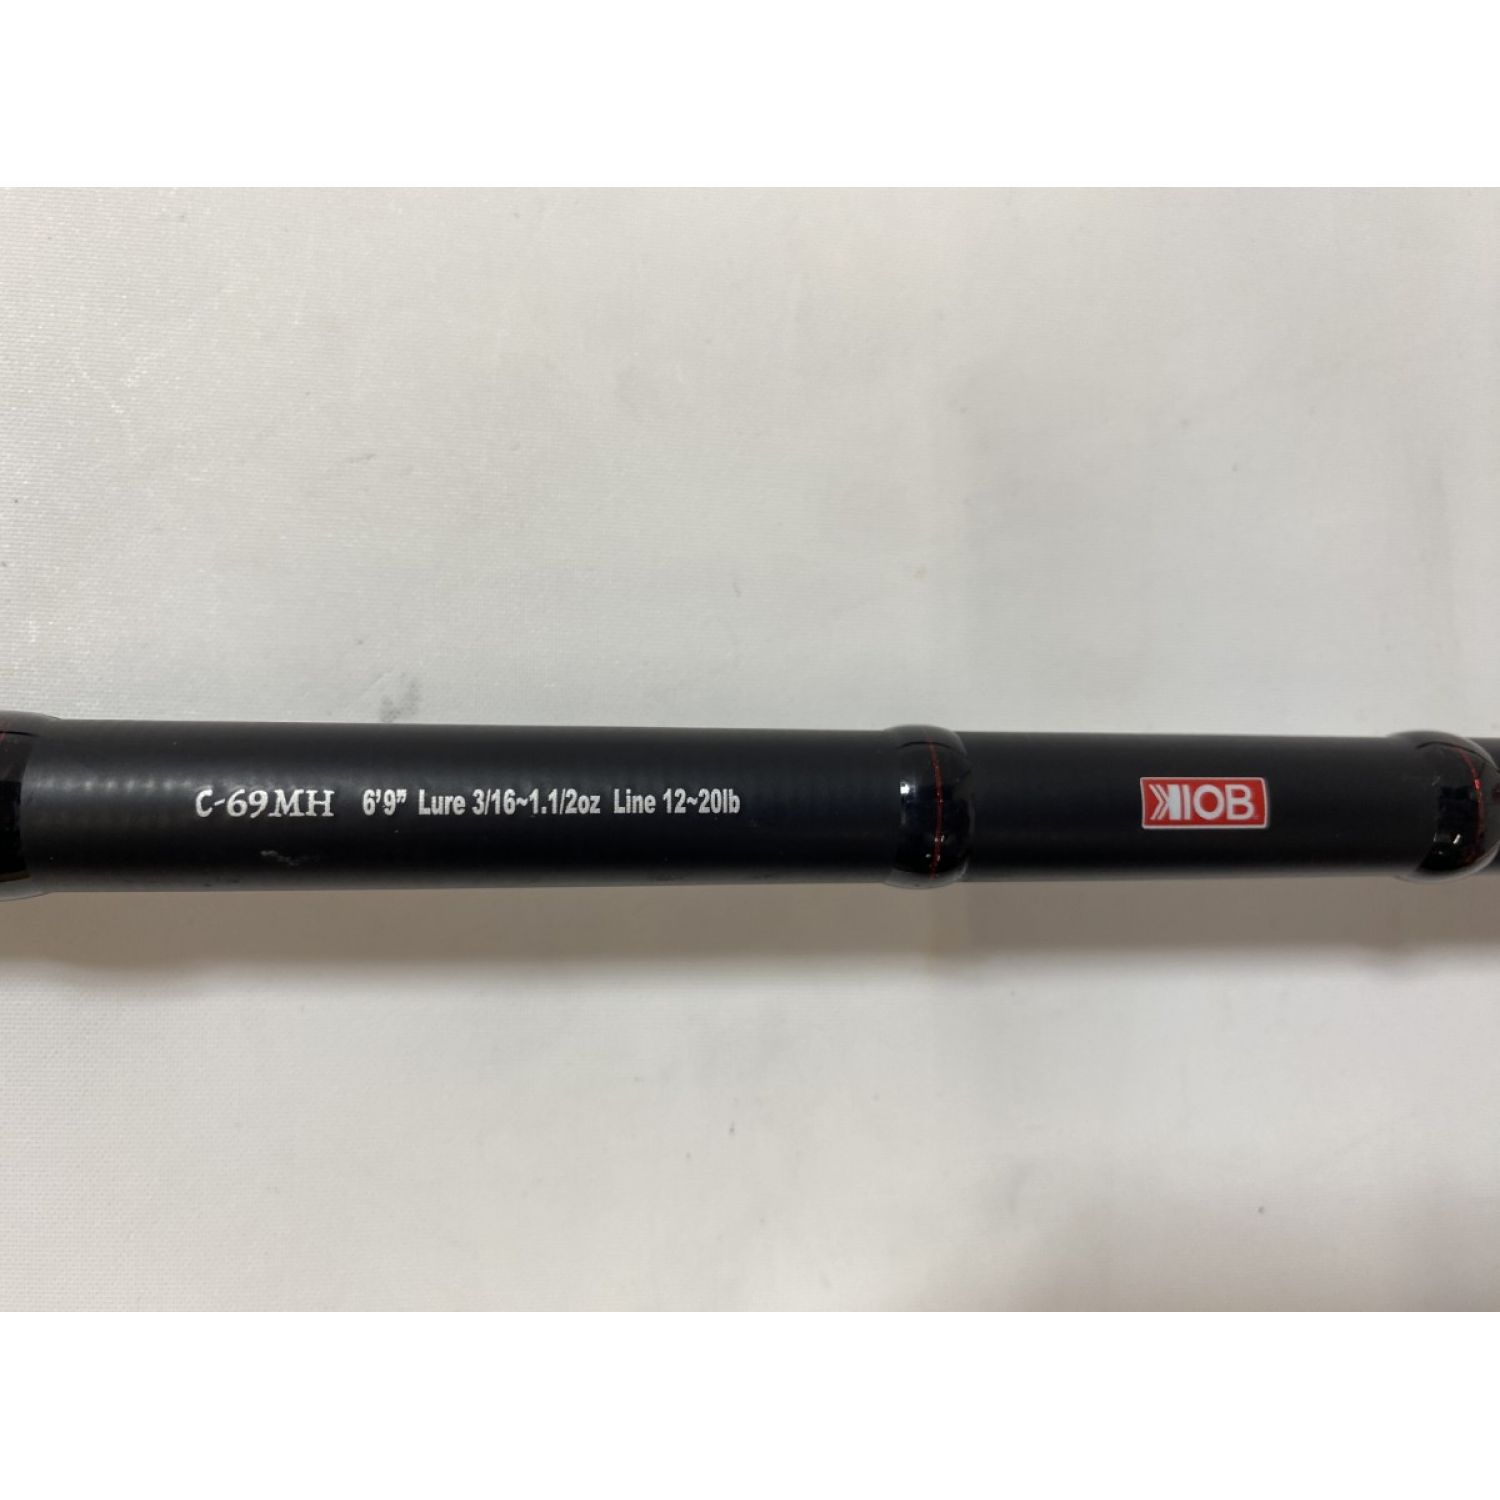 C-69MH 6'9" Lure 3/16~1.1/2oz Line 12~20lb
KIOB